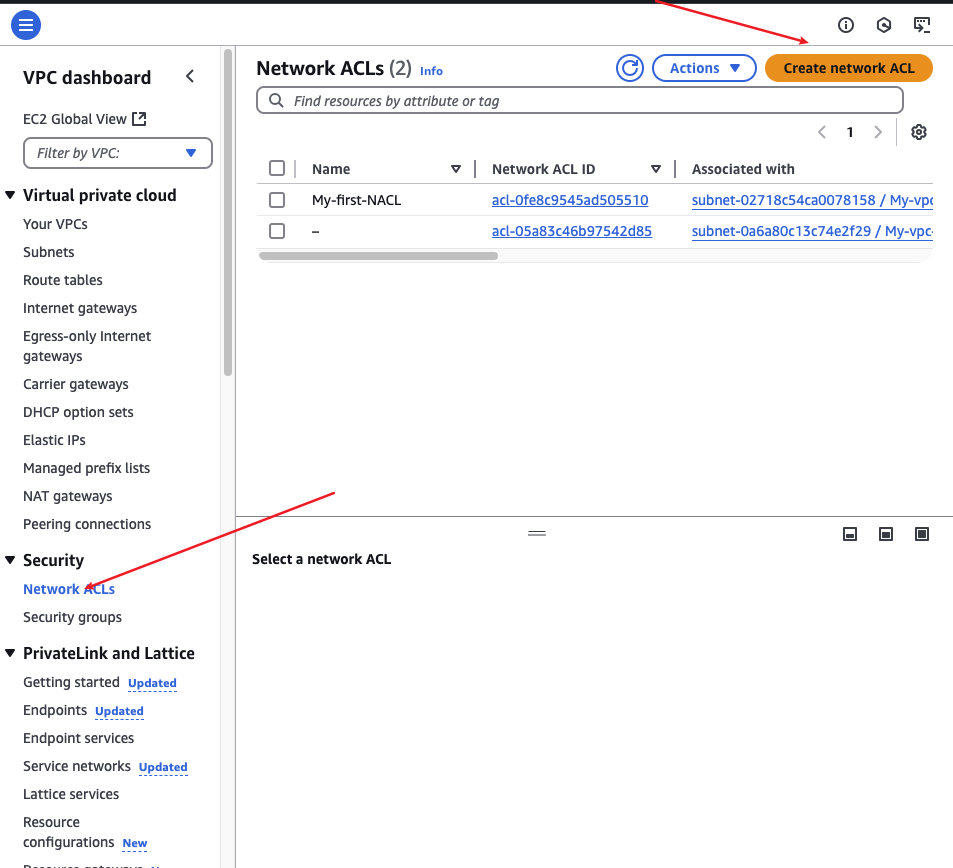 VPC dashboard
EC2 Global View
Filter by VPC:
Virtual private cloud
Your VPCs
Subnets
Route tables
Internet gateways
Egress-only Internet
gateways
Carrier gateways
DHCP option sets
Elastic IPs
Managed prefix lists
NAT gateways
Peering connections
Security
Network ACLs
Security groups
PrivateLink and Lattice
Getting started Updated
Endpoints Updated
Endpoint services
Service networks Updated
Lattice services
Resource
configurations New
Network ACLs (2) Info
Actions
Create network ACL
Find resources by attribute or tag
1
Name Network ACL ID Associated with
My-first-NACL acl-0fe8c9545ad505510 subnet-02718c54ca0078158 / My-vpc
– acl-05a83c46b97542d85 subnet-0a6a80c13c74e2f29 / My-vpc-
Select a network ACL